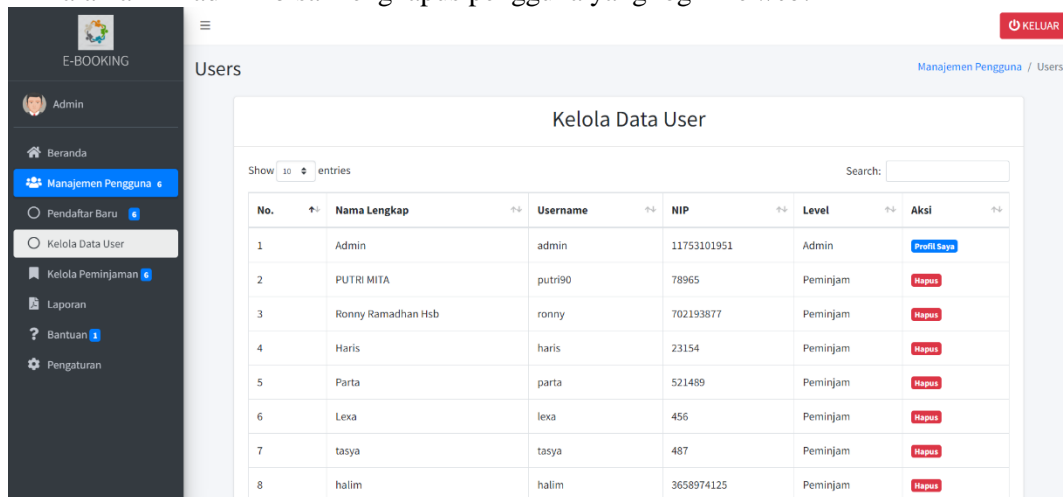 KELUAR
E-BOOKING
Users
Manajemen Pengguna / Users
Admin
Kelola Data User
Beranda
Manajemen Pengguna 6
Pendaftar Baru 6
Kelola Data User
Kelola Peminjaman 6
Laporan
Bantuan 1
Pengaturan
Show 10 entries
Search:
No. Nama Lengkap Username NIP Level Aksi
1 Admin admin 11753101951 Admin Profil Saya
2 PUTRI MITA putri90 78965 Peminjam Hapus
3 Ronny Ramadhan Hsb ronny 702193877 Peminjam Hapus
4 Haris haris 23154 Peminjam Hapus
5 Parta parta 521489 Peminjam Hapus
6 Lexa lexa 456 Peminjam Hapus
7 tasya tasya 487 Peminjam Hapus
8 halim halim 3658974125 Peminjam Hapus